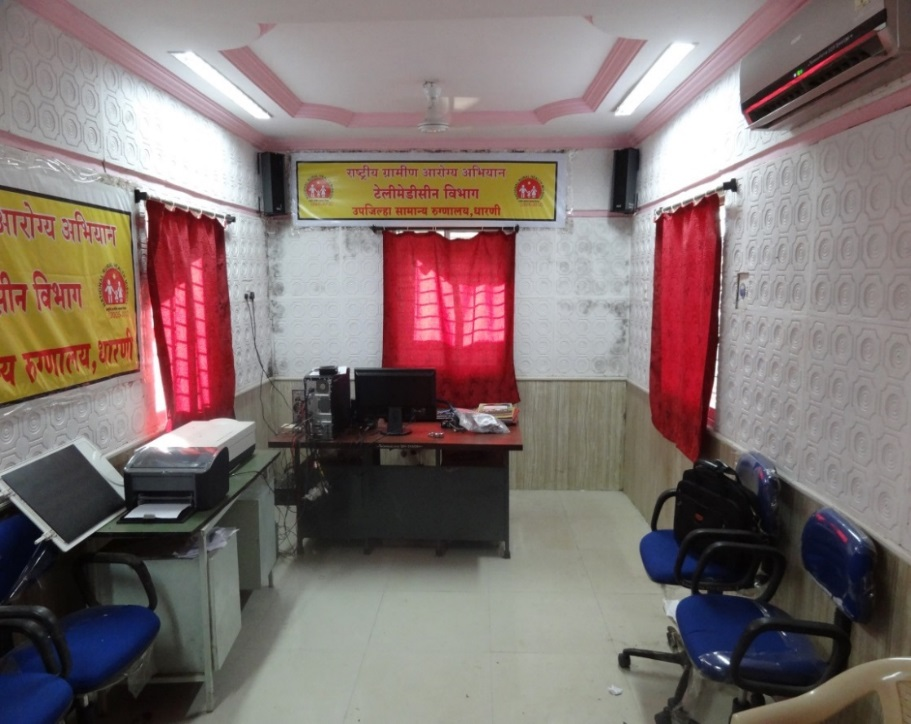 राष्ट्रीय ग्रामीण आरोग्य अभियान
टेलिमेडीसीन विभाग
उपजिल्हा सामान्य रुग्णालय,धारणी
आरोग्य अभियान
सीन विभाग
य रुग्णालय, धारणी